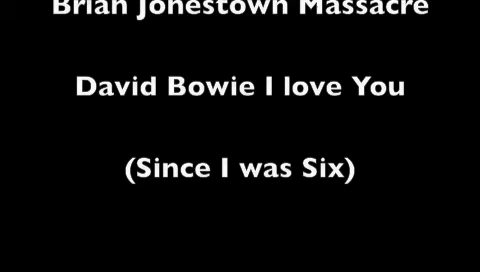 Brian Jonestown Massacre
David Bowie I love You
(Since I was Six)